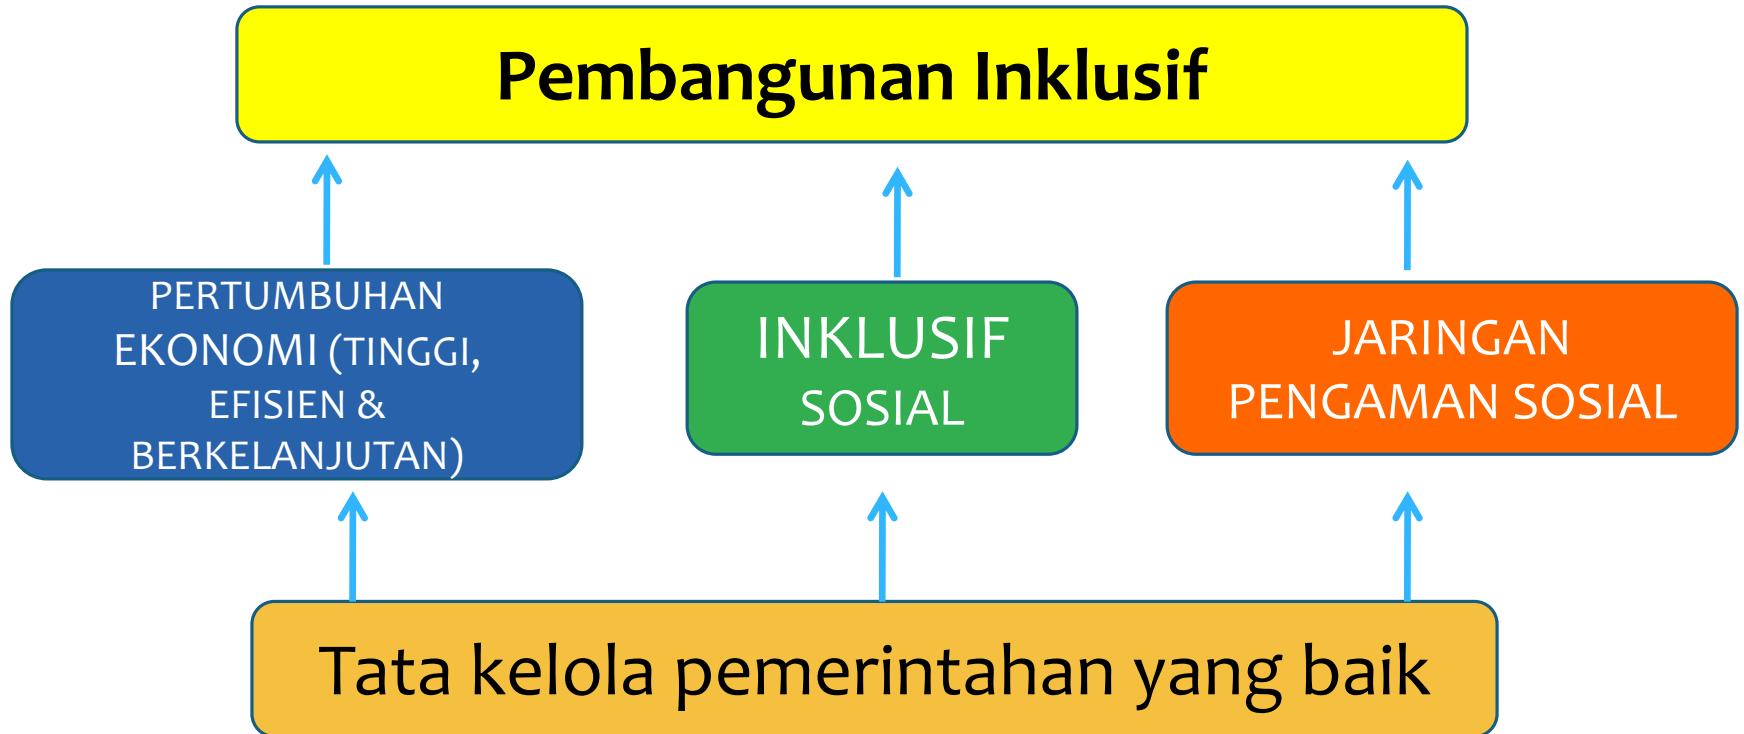 Pembangunan Inklusif
PERTUMBUHAN
EKONOMI (TINGGI,
EFISIEN &
BERKELANJUTAN)
INKLUSIF
SOSIAL
JARINGAN
PENGAMAN SOSIAL
Tata kelola pemerintahan yang baik